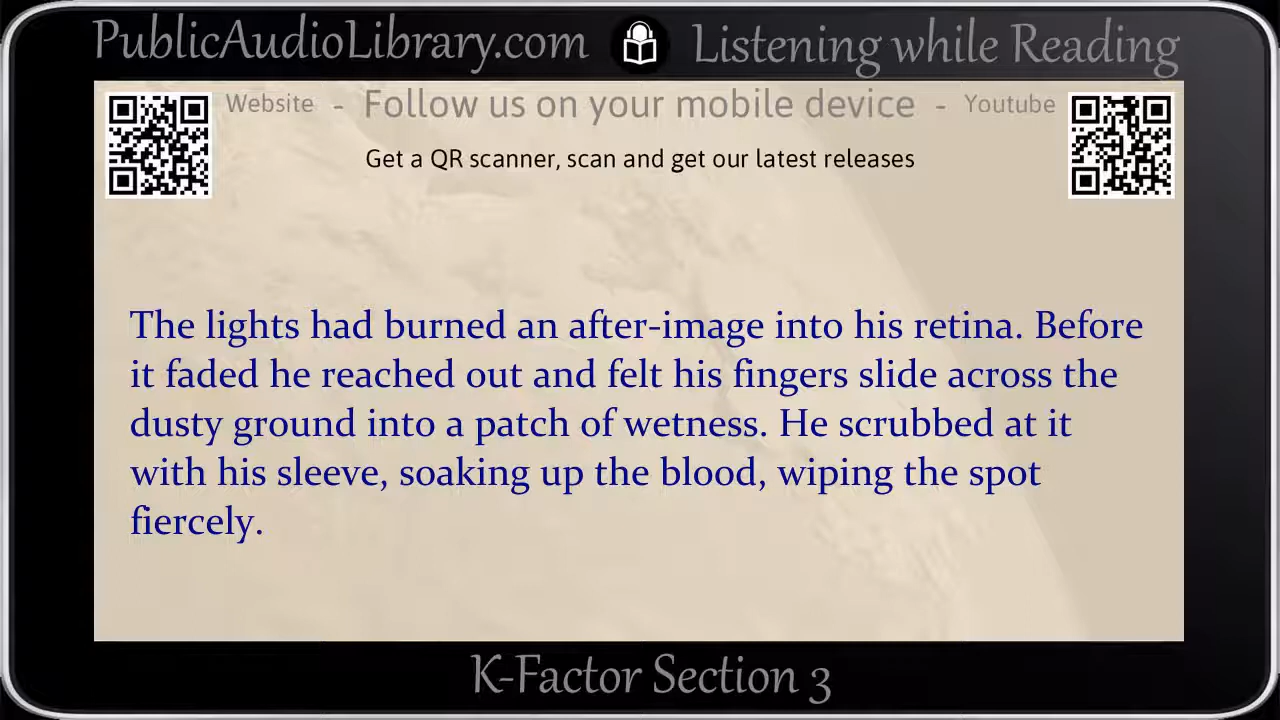 PublicAudioLibrary.com Listening while Reading
Website - Follow us on your mobile device - Youtube
Get a QR scanner, scan and get our latest releases
The lights had burned an after-image into his retina. Before
it faded he reached out and felt his fingers slide across the
dusty ground into a patch of wetness. He scrubbed at it
with his sleeve, soaking up the blood, wiping the spot
fiercely.
K-Factor Section 3